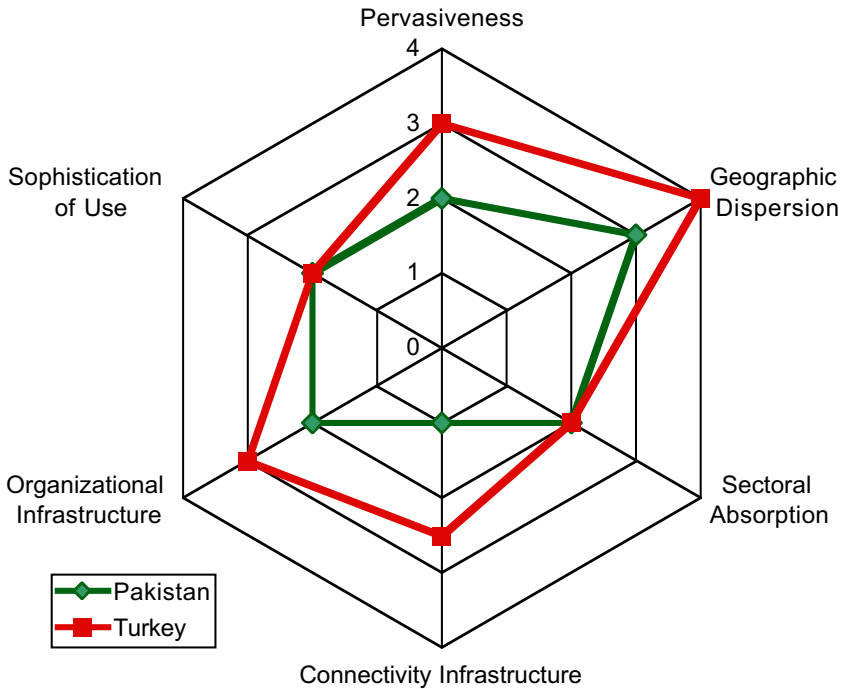 Pervasiveness
4
3
2
1
0
Geographic
Dispersion
Sectoral
Absorption
Connectivity Infrastructure
Organizational
Infrastructure
Sophistication
of Use
Pakistan
Turkey